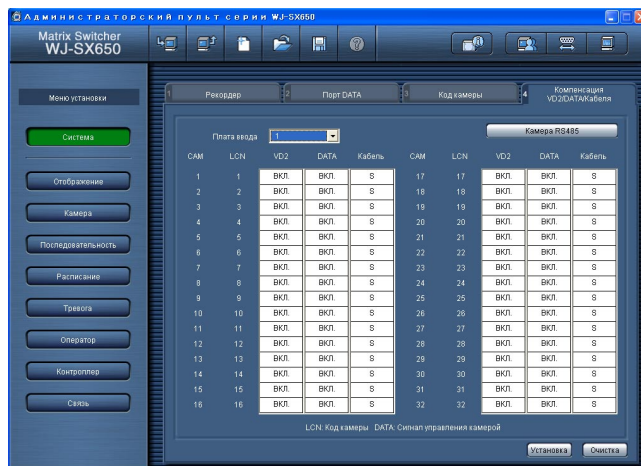 Административный пульт серии WJ-SX650
Matrix Switcher
WJ-SX650
Меню установки
Система
Отображение
Камера
Последовательность
Расписание
Тревога
Оператор
Контроллер
Связь
1 Рекордер
2 Порт DATA
3 Код камеры
4 Компенсация
VD2/DATA/Кабеля
Плата ввода 1
Камера RS485
CAM LCN VD2 DATA Кабель CAM LCN VD2 DATA Кабель
1 1 ВКЛ. ВКЛ. S 17 17 ВКЛ. ВКЛ. S
2 2 ВКЛ. ВКЛ. S 18 18 ВКЛ. ВКЛ. S
3 3 ВКЛ. ВКЛ. S 19 19 ВКЛ. ВКЛ. S
4 4 ВКЛ. ВКЛ. S 20 20 ВКЛ. ВКЛ. S
5 5 ВКЛ. ВКЛ. S 21 21 ВКЛ. ВКЛ. S
6 6 ВКЛ. ВКЛ. S 22 22 ВКЛ. ВКЛ. S
7 7 ВКЛ. ВКЛ. S 23 23 ВКЛ. ВКЛ. S
8 8 ВКЛ. ВКЛ. S 24 24 ВКЛ. ВКЛ. S
9 9 ВКЛ. ВКЛ. S 25 25 ВКЛ. ВКЛ. S
10 10 ВКЛ. ВКЛ. S 26 26 ВКЛ. ВКЛ. S
11 11 ВКЛ. ВКЛ. S 27 27 ВКЛ. ВКЛ. S
12 12 ВКЛ. ВКЛ. S 28 28 ВКЛ. ВКЛ. S
13 13 ВКЛ. ВКЛ. S 29 29 ВКЛ. ВКЛ. S
14 14 ВКЛ. ВКЛ. S 30 30 ВКЛ. ВКЛ. S
15 15 ВКЛ. ВКЛ. S 31 31 ВКЛ. ВКЛ. S
16 16 ВКЛ. ВКЛ. S 32 32 ВКЛ. ВКЛ. S
LCN: Код камеры DATA: Сигнал управления камерой
Установка Очистка